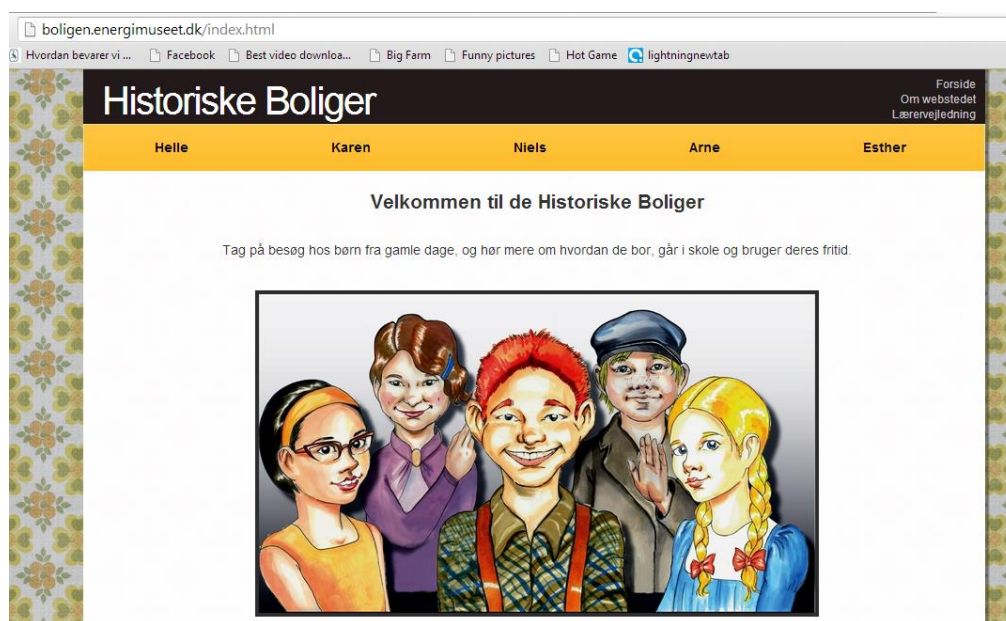 boligen.energimuseet.dk/index.html
Hvordan bevarer vi ... Facebook Best video downloa... Big Farm Funny pictures Hot Game lightningnewtab
Historiske Boliger
Forside
Om webstedet
Lærervejledning
Helle Karen Niels Arne Esther
Velkommen til de Historiske Boliger
Tag på besøg hos børn fra gamle dage, og hør mere om hvordan de bor, går i skole og bruger deres fritid.